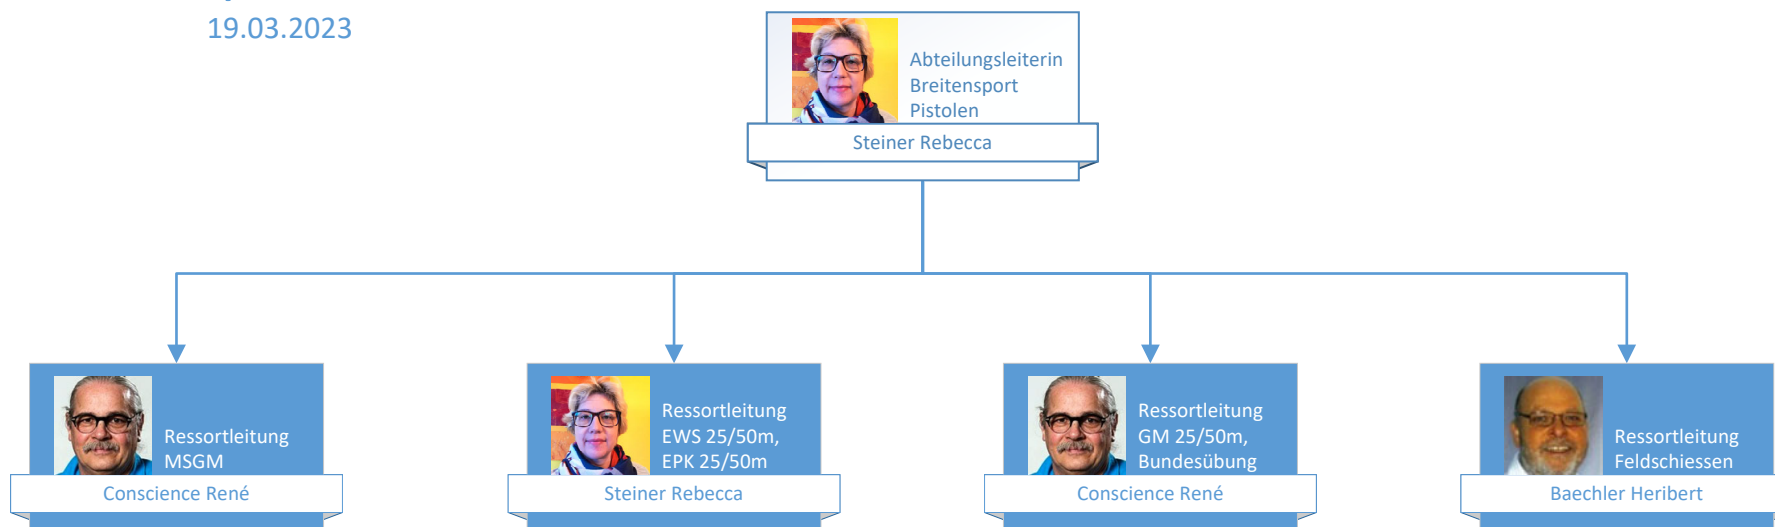 19.03.2023
Abteilungsleiterin
Breitensport
Pistolen
Steiner Rebecca
Ressortleitung
MSGM
Conscience René
Ressortleitung
EWS 25/50m,
EPK 25/50m
Steiner Rebecca
Ressortleitung
GM 25/50m,
Bundesübung
Conscience René
Ressortleitung
Feldschiessen
Baechler Heribert